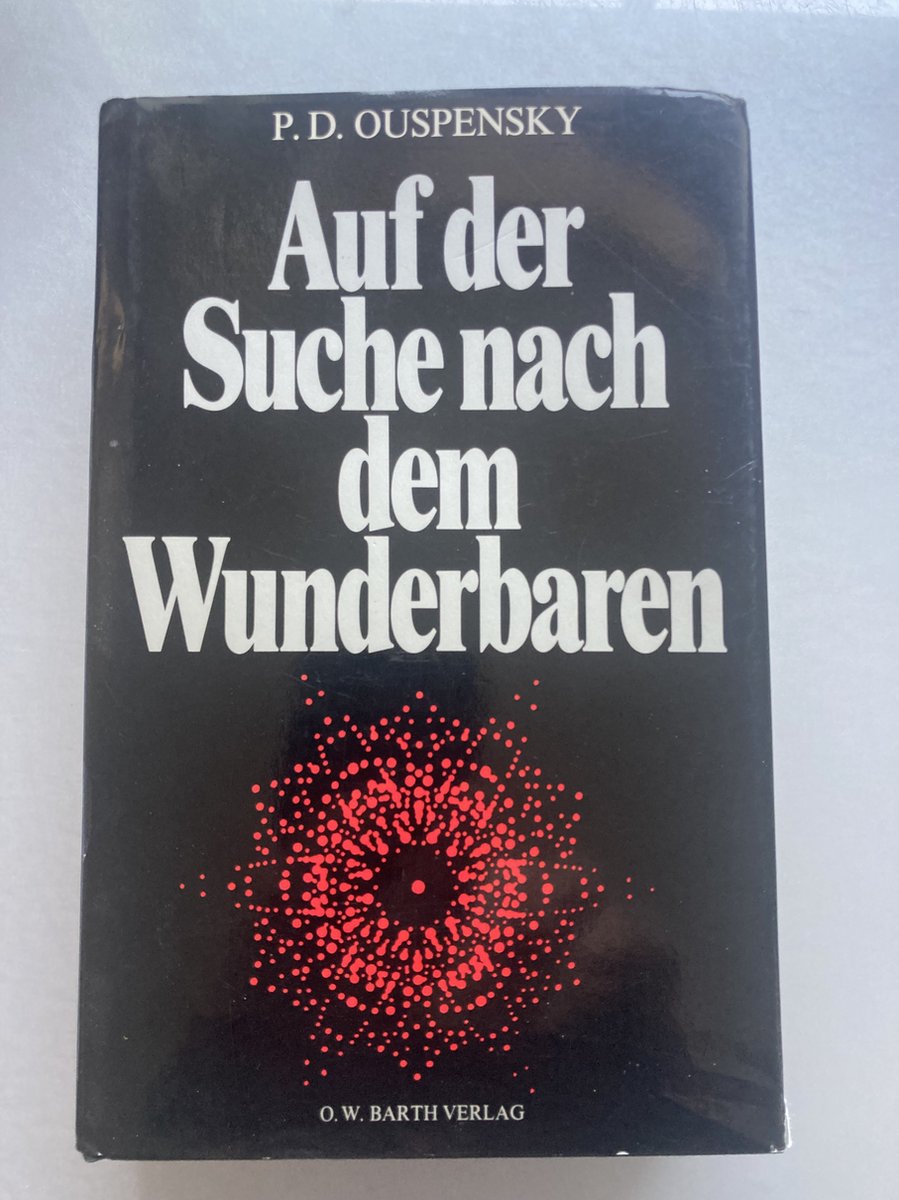 P. D. OUSPENSKY
Auf der
Suche nach
dem
Wunderbaren
O. W. BARTH VERLAG